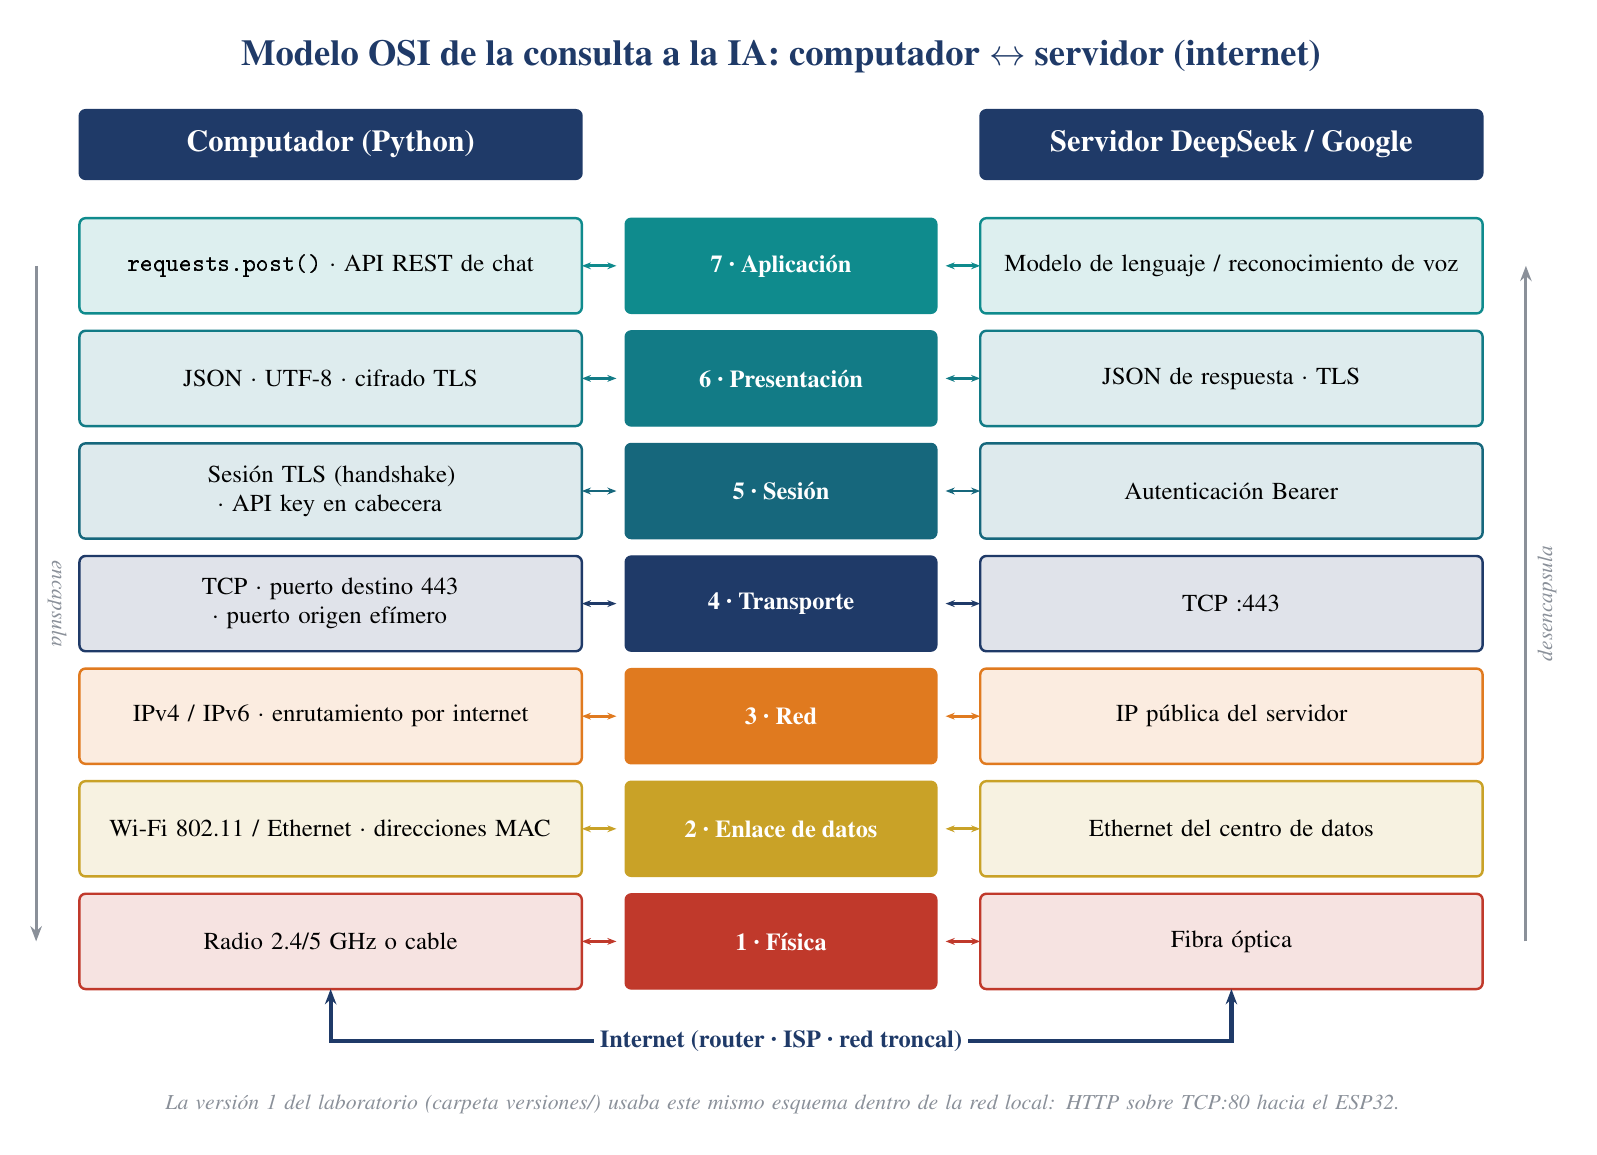 Modelo OSI de la consulta a la IA: computador ↔ servidor (internet)
Computador (Python)
Servidor DeepSeek / Google
requests.post() · API REST de chat
7 · Aplicación
Modelo de lenguaje / reconocimiento de voz
JSON · UTF-8 · cifrado TLS
6 · Presentación
JSON de respuesta · TLS
Sesión TLS (handshake)
· API key en cabecera
5 · Sesión
Autenticación Bearer
TCP · puerto destino 443
· puerto origen efímero
4 · Transporte
TCP :443
encapsula
desencapsula
IPv4 / IPv6 · enrutamiento por internet
3 · Red
IP pública del servidor
Wi-Fi 802.11 / Ethernet · direcciones MAC
2 · Enlace de datos
Ethernet del centro de datos
Radio 2.4/5 GHz o cable
1 · Física
Fibra óptica
Internet (router · ISP · red troncal)
La versión 1 del laboratorio (carpeta versiones/) usaba este mismo esquema dentro de la red local: HTTP sobre TCP:80 hacia el ESP32.